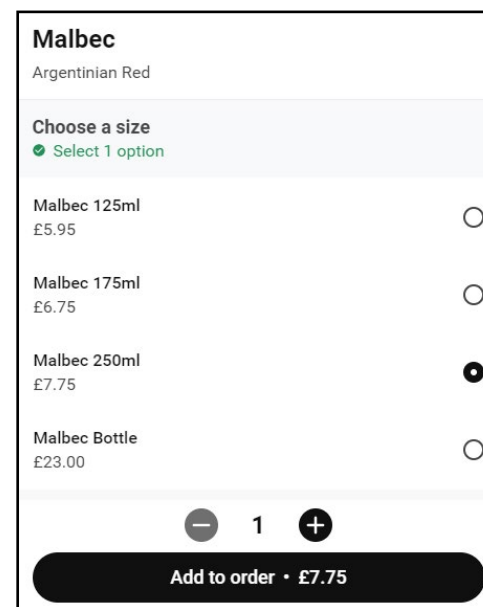 Malbec
Argentinian Red
Choose a size
Select 1 option
Malbec 125ml
£5.95
Malbec 175ml
£6.75
Malbec 250ml
£7.75
Malbec Bottle
£23.00
1
Add to order • £7.75